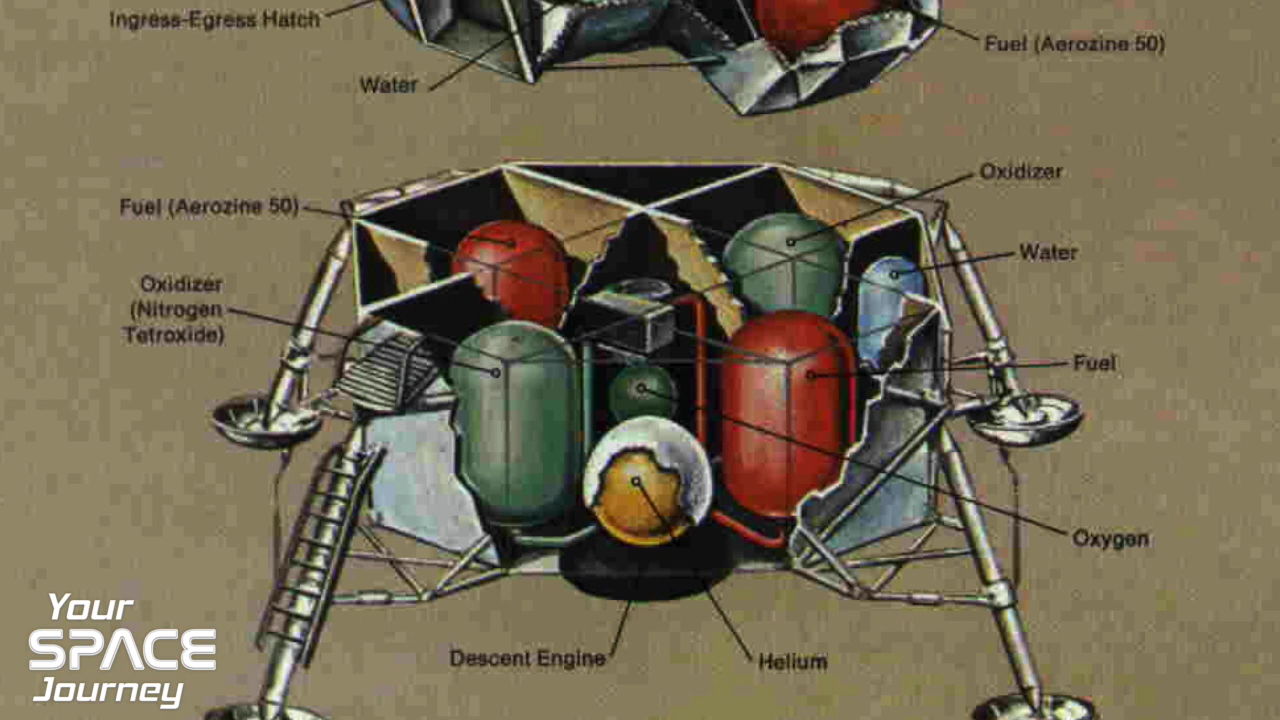 Ingress-Egress Hatch
Water
Fuel (Aerozine 50)
Fuel (Aerozine 50)
Oxidizer
Water
Oxidizer
(Nitrogen
Tetroxide)
Fuel
Oxygen
Descent Engine
Helium
Your
SPACE
Journey